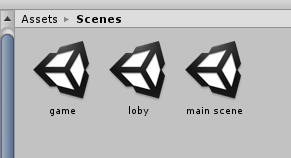 Assets ▸ Scenes
game
loby
main scene